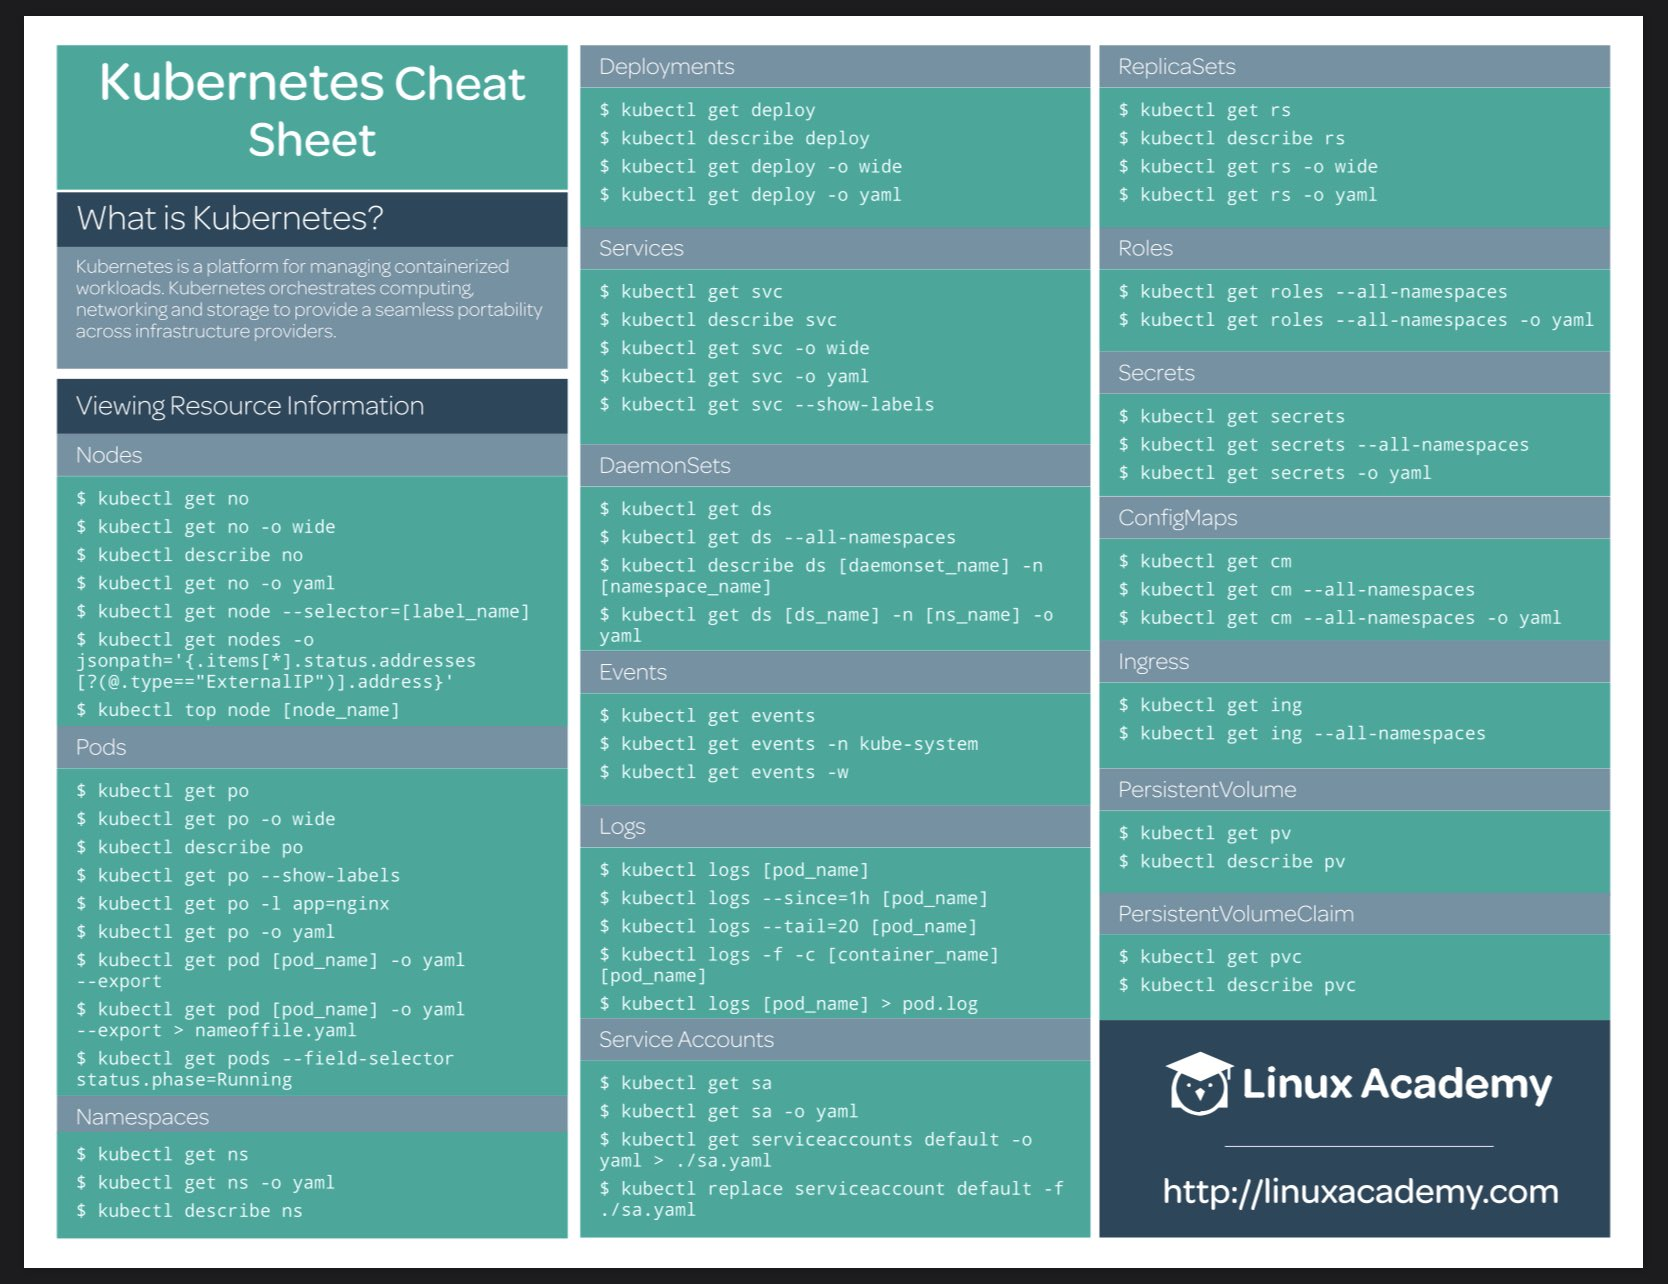 Kubernetes Cheat
Sheet
What is Kubernetes?
Kubernetes is a platform for managing containerized
workloads. Kubernetes orchestrates computing,
networking and storage to provide a seamless portability
across infrastructure providers.
Viewing Resource Information
Nodes
$ kubectl get no
$ kubectl get no -o wide
$ kubectl describe no
$ kubectl get no -o yaml
$ kubectl get node --selector=[label_name]
$ kubectl get nodes -o
jsonpath='{.items[*].status.addresses
[?(@.type=="ExternalIP")].address}'
$ kubectl top node [node_name]
Pods
$ kubectl get po
$ kubectl get po -o wide
$ kubectl describe po
$ kubectl get po --show-labels
$ kubectl get po -l app=nginx
$ kubectl get po -o yaml
$ kubectl get pod [pod_name] -o yaml
--export
$ kubectl get pod [pod_name] -o yaml
--export > nameoffile.yaml
$ kubectl get pods --field-selector
status.phase=Running
Namespaces
$ kubectl get ns
$ kubectl get ns -o yaml
$ kubectl describe ns
Deployments
$ kubectl get deploy
$ kubectl describe deploy
$ kubectl get deploy -o wide
$ kubectl get deploy -o yaml
Services
$ kubectl get svc
$ kubectl describe svc
$ kubectl get svc -o wide
$ kubectl get svc -o yaml
$ kubectl get svc --show-labels
DaemonSets
$ kubectl get ds
$ kubectl get ds --all-namespaces
$ kubectl describe ds [daemonset_name] -n
[namespace_name]
$ kubectl get ds [ds_name] -n [ns_name] -o
yaml
Events
$ kubectl get events
$ kubectl get events -n kube-system
$ kubectl get events -w
Logs
$ kubectl logs [pod_name]
$ kubectl logs --since=1h [pod_name]
$ kubectl logs --tail=20 [pod_name]
$ kubectl logs -f -c [container_name]
[pod_name]
$ kubectl logs [pod_name] > pod.log
Service Accounts
$ kubectl get sa
$ kubectl get sa -o yaml
$ kubectl get serviceaccounts default -o
yaml > ./sa.yaml
$ kubectl replace serviceaccount default -f
./sa.yaml
ReplicaSets
$ kubectl get rs
$ kubectl describe rs
$ kubectl get rs -o wide
$ kubectl get rs -o yaml
Roles
$ kubectl get roles --all-namespaces
$ kubectl get roles --all-namespaces -o yaml
Secrets
$ kubectl get secrets
$ kubectl get secrets --all-namespaces
$ kubectl get secrets -o yaml
ConfigMaps
$ kubectl get cm
$ kubectl get cm --all-namespaces
$ kubectl get cm --all-namespaces -o yaml
Ingress
$ kubectl get ing
$ kubectl get ing --all-namespaces
PersistentVolume
$ kubectl get pv
$ kubectl describe pv
PersistentVolumeClaim
$ kubectl get pvc
$ kubectl describe pvc
Linux Academy
http://linuxacademy.com